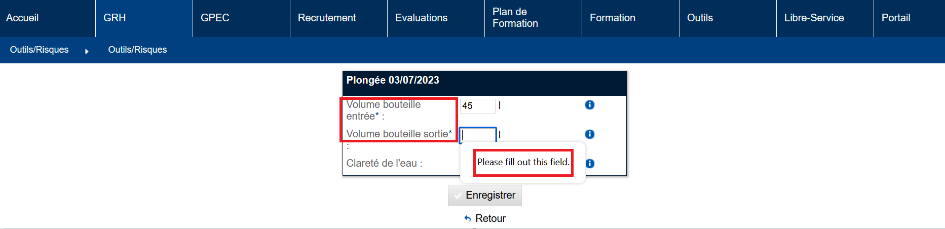 Accueil
GRH
GPEC
Recrutement
Evaluations
Plan de
Formation
Formation
Outils
Libre-Service
Portail
Outils/Risques
Outils/Risques
Plongée 03/07/2023
Volume bouteille
entrée* :
45 l
Volume bouteille sortie*
:
l
Clareté de l'eau :
Please fill out this field.
Enregistrer
Retour